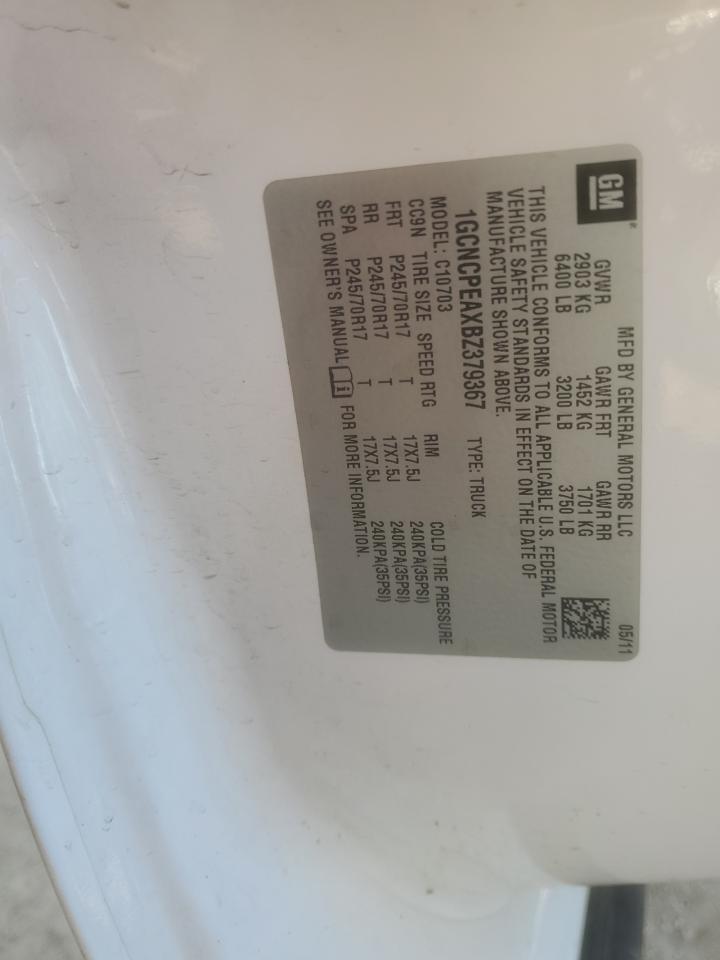 GM
MFD BY GENERAL MOTORS LLC 05/11
GVWR GAWR FRT GAWR RR
2903 KG 1452 KG 1701 KG
6400 LB 3200 LB 3750 LB
THIS VEHICLE CONFORMS TO ALL APPLICABLE U.S. FEDERAL MOTOR
VEHICLE SAFETY STANDARDS IN EFFECT ON THE DATE OF
MANUFACTURE SHOWN ABOVE.
1GCNCPEAXBZ379367 TYPE: TRUCK
MODEL: C10703
CC9N TIRE SIZE SPEED RTG RIM COLD TIRE PRESSURE
FRT P245/70R17 T 17X7.5J 240KPA(35PSI)
RR P245/70R17 T 17X7.5J 240KPA(35PSI)
SPA P245/70R17 T 17X7.5J 240KPA(35PSI)
SEE OWNER'S MANUAL FOR MORE INFORMATION.